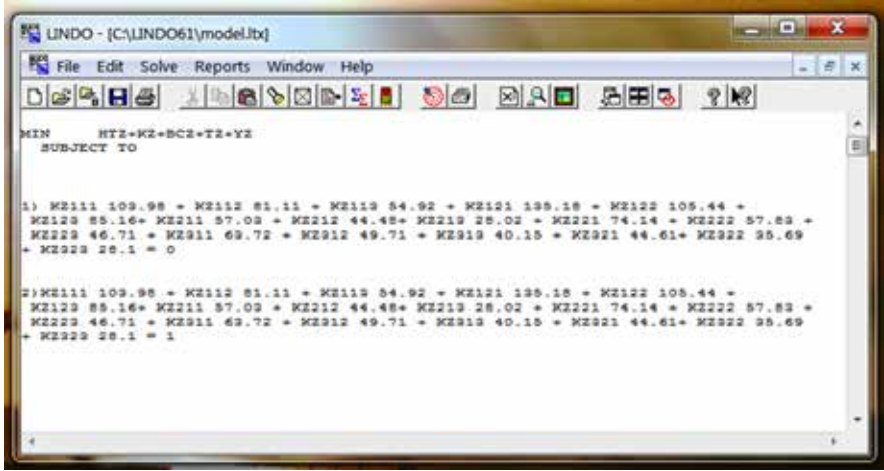 LINDO - [C:\LINDO61\model.ltx]
File Edit Solve Reports Window Help
MIN HTZ+KZ+BCZ+TZ+YZ
SUBJECT TO
1) KZ111 103.98 + KZ112 81.11 + KZ113 54.92 + KZ121 135.18 + KZ122 105.44 +
KZ123 85.16+ KZ211 57.03 + KZ212 44.48+ KZ213 28.02 + KZ221 74.14 + KZ222 57.83 +
KZ223 46.71 + KZ311 63.72 + KZ312 49.71 + KZ313 40.15 + KZ321 44.61+ KZ322 35.69
+ KZ323 28.1 = 0
2)KZ111 103.98 + KZ112 81.11 + KZ113 54.92 + KZ121 135.18 + KZ122 105.44 +
KZ123 85.16+ KZ211 57.03 + KZ212 44.48+ KZ213 28.02 + KZ221 74.14 + KZ222 57.83 +
KZ223 46.71 + KZ311 63.72 + KZ312 49.71 + KZ313 40.15 + KZ321 44.61+ KZ322 35.69
+ KZ323 28.1 = 1